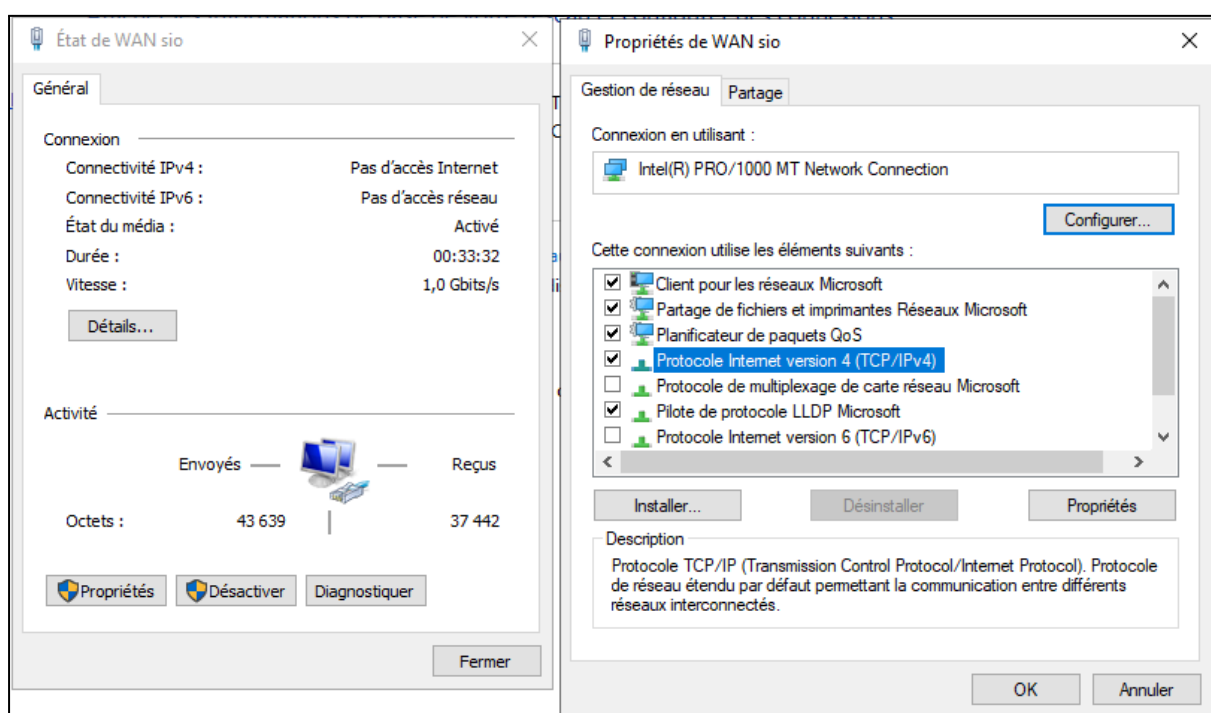 État de WAN sio
Général
Connexion
Connectivité IPv4 : Pas d'accès Internet
Connectivité IPv6 : Pas d'accès réseau
État du média : Activé
Durée : 00:33:32
Vitesse : 1,0 Gbits/s
Détails...
Activité
Envoyés Reçus
Octets : 43 639 37 442
Propriétés Désactiver Diagnostiquer
Fermer
Propriétés de WAN sio
Gestion de réseau Partage
Connexion en utilisant :
Intel(R) PRO/1000 MT Network Connection
Configurer...
Cette connexion utilise les éléments suivants :
Client pour les réseaux Microsoft
Partage de fichiers et imprimantes Réseaux Microsoft
Planificateur de paquets QoS
Protocole Internet version 4 (TCP/IPv4)
Protocole de multiplexage de carte réseau Microsoft
Pilote de protocole LLDP Microsoft
Protocole Internet version 6 (TCP/IPv6)
Installer... Désinstaller Propriétés
Description
Protocole TCP/IP (Transmission Control Protocol/Internet Protocol). Protocole
de réseau étendu par défaut permettant la communication entre différents
réseaux interconnectés.
OK Annuler